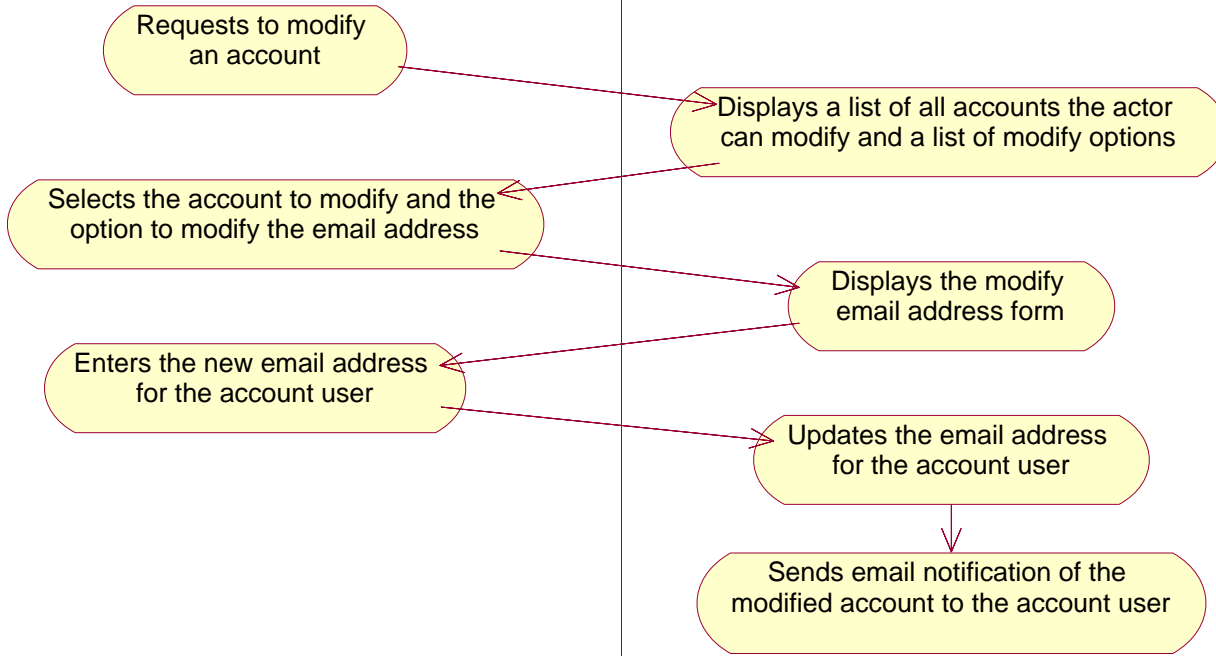 Requests to modify
an account
Displays a list of all accounts the actor
can modify and a list of modify options
Selects the account to modify and the
option to modify the email address
Displays the modify
email address form
Enters the new email address
for the account user
Updates the email address
for the account user
Sends email notification of the
modified account to the account user